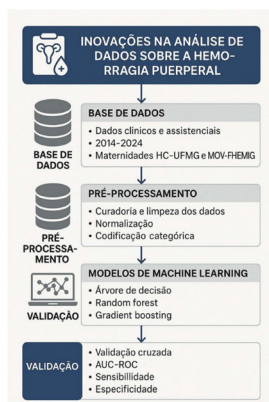 INOVAÇÕES NA ANÁLISE DE
DADOS SOBRE A HEMO-
RRAGIA PUERPERAL
BASE DE DADOS
BASE DE
DADOS
• Dados clinicos e assistenciais
• 2014-2024
• Maternidades HC-UFMG e MOV-FHEMIG
PRÉ-PROCESSAMENTO
PRÉ-
PROCESSA-
MENTO
• Curadoria e limpeza dos dados
• Normalização
• Codificação categórica
MODELOS DE MACHINE LEARNING
VALIDAÇÃO
• Árvore de decisão
• Random forest
• Gradient boosting
VALIDAÇÃO
• Validação cruzada
• AUC-ROC
• Sensibillidade
• Especificidade